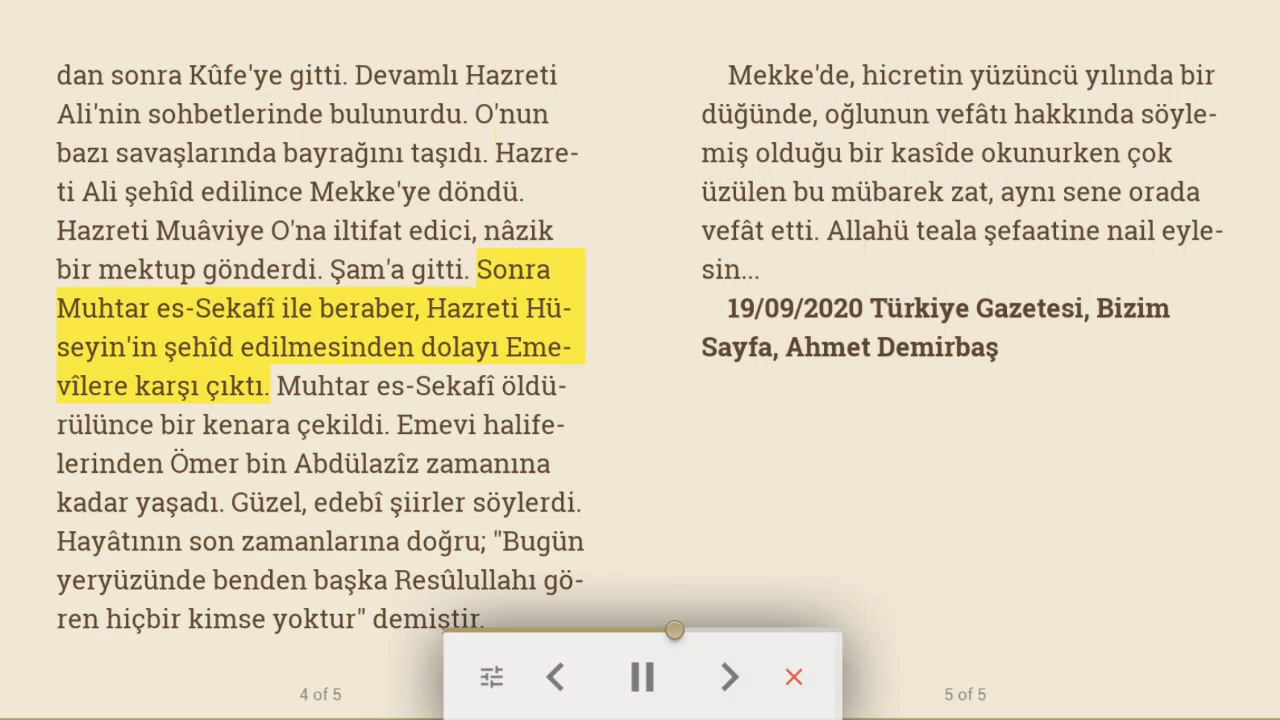 dan sonra Kûfe'ye gitti. Devamlı Hazreti
Ali'nin sohbetlerinde bulunurdu. O'nun
bazı savaşlarında bayrağını taşıdı. Hazre-
ti Ali şehîd edilince Mekke'ye döndü.
Hazreti Muâviye O'na iltifat edici, nâzik
bir mektup gönderdi. Şam'a gitti. Sonra
Muhtar es-Sekafî ile beraber, Hazreti Hü-
seyin'in şehîd edilmesinden dolayı Eme-
vîlere karşı çıktı. Muhtar es-Sekafî öldü-
rülünce bir kenara çekildi. Emevi halife-
lerinden Ömer bin Abdülazîz zamanına
kadar yaşadı. Güzel, edebî şiirler söylerdi.
Hayâtının son zamanlarına doğru; "Bugün
yeryüzünde benden başka Resûlullahı gö-
ren hiçbir kimse yoktur" demiştir.
4 of 5
Mekke'de, hicretin yüzüncü yılında bir
düğünde, oğlunun vefâtı hakkında söyle-
miş olduğu bir kasîde okunurken çok
üzülen bu mübarek zat, aynı sene orada
vefât etti. Allahü teala şefaatine nail eyle-
sin...
19/09/2020 Türkiye Gazetesi, Bizim
Sayfa, Ahmet Demirbaş
5 of 5